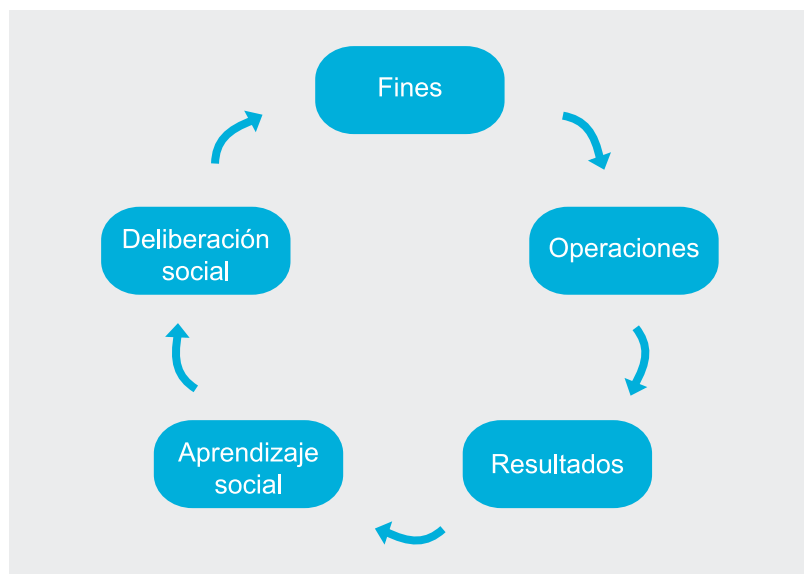 Fines
Operaciones
Resultados
Aprendizaje
social
Deliberación
social